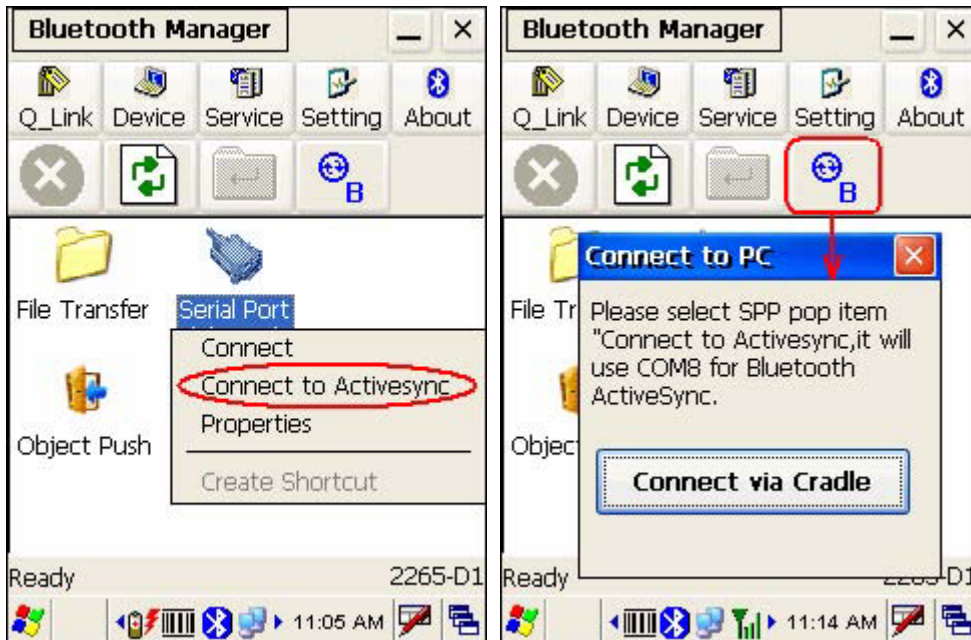 Bluetooth Manager
Q_Link Device Service Setting About
B
File Transfer Serial Port
Connect
Connect to Activesync
Properties
Object Push
Create Shortcut
Ready 2265-D1
11:05 AM
Bluetooth Manager
Q_Link Device Service Setting About
B
Connect to PC
File Tr
Please select SPP pop item
"Connect to Activesync,it will
use COM8 for Bluetooth
ActiveSync.
Objec
Connect via Cradle
Ready
11:14 AM